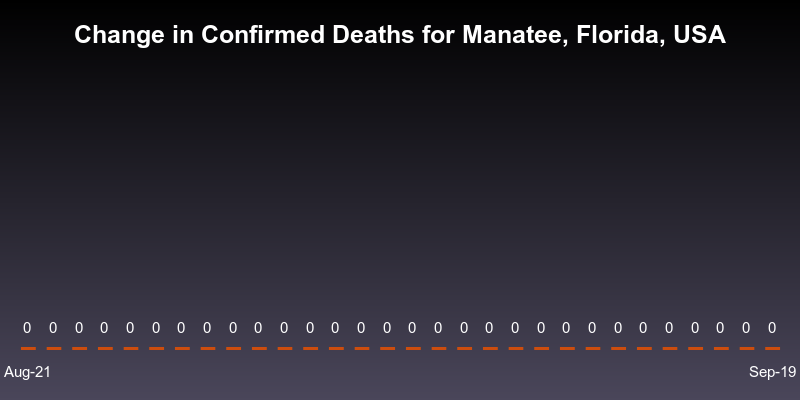 Change in Confirmed Deaths for Manatee, Florida, USA
0 0 0 0 0 0 0 0 0 0 0 0 0 0 0 0 0 0 0 0 0 0 0 0 0 0 0 0 0 0
Aug-21 Sep-19